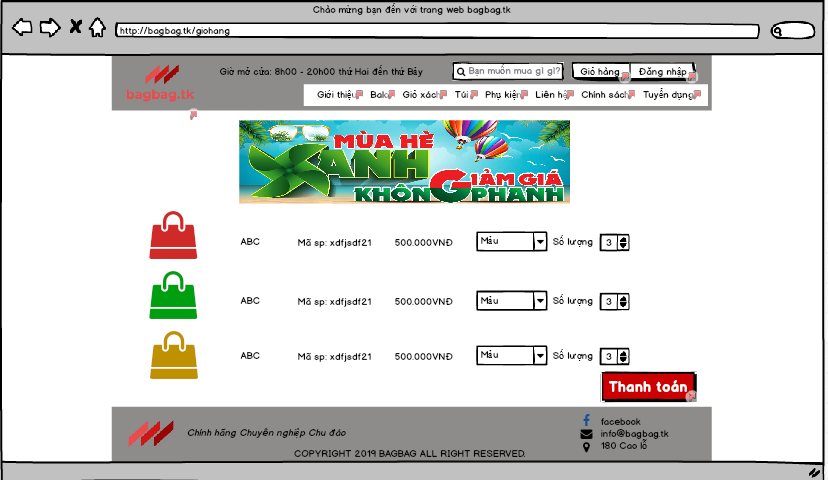 Chào mừng bạn đến với trang web bagbag.tk
http://bagbag.tk/giohang
Giờ mở cửa: 8h00 - 20h00 thứ Hai đến thứ Bảy
Bạn muốn mua gì gì?
Giỏ hàng
Đăng nhập
bagbag.tk
Giới thiệu Balo Giỏ xách Túi Phụ kiện Liên hệ Chính sách Tuyển dụng
MÙA HÈ
XANH GIẢM GIÁ
KHÔNG PHANH
ABC Mã sp: xdfjsdf21 500.000VNĐ Màu Số lượng 3
ABC Mã sp: xdfjsdf21 500.000VNĐ Màu Số lượng 3
ABC Mã sp: xdfjsdf21 500.000VNĐ Màu Số lượng 3
Thanh toán
Chính hãng Chuyên nghiệp Chu đáo
facebook
info@bagbag.tk
180 Cao lỗ
COPYRIGHT 2019 BAGBAG ALL RIGHT RESERVED.